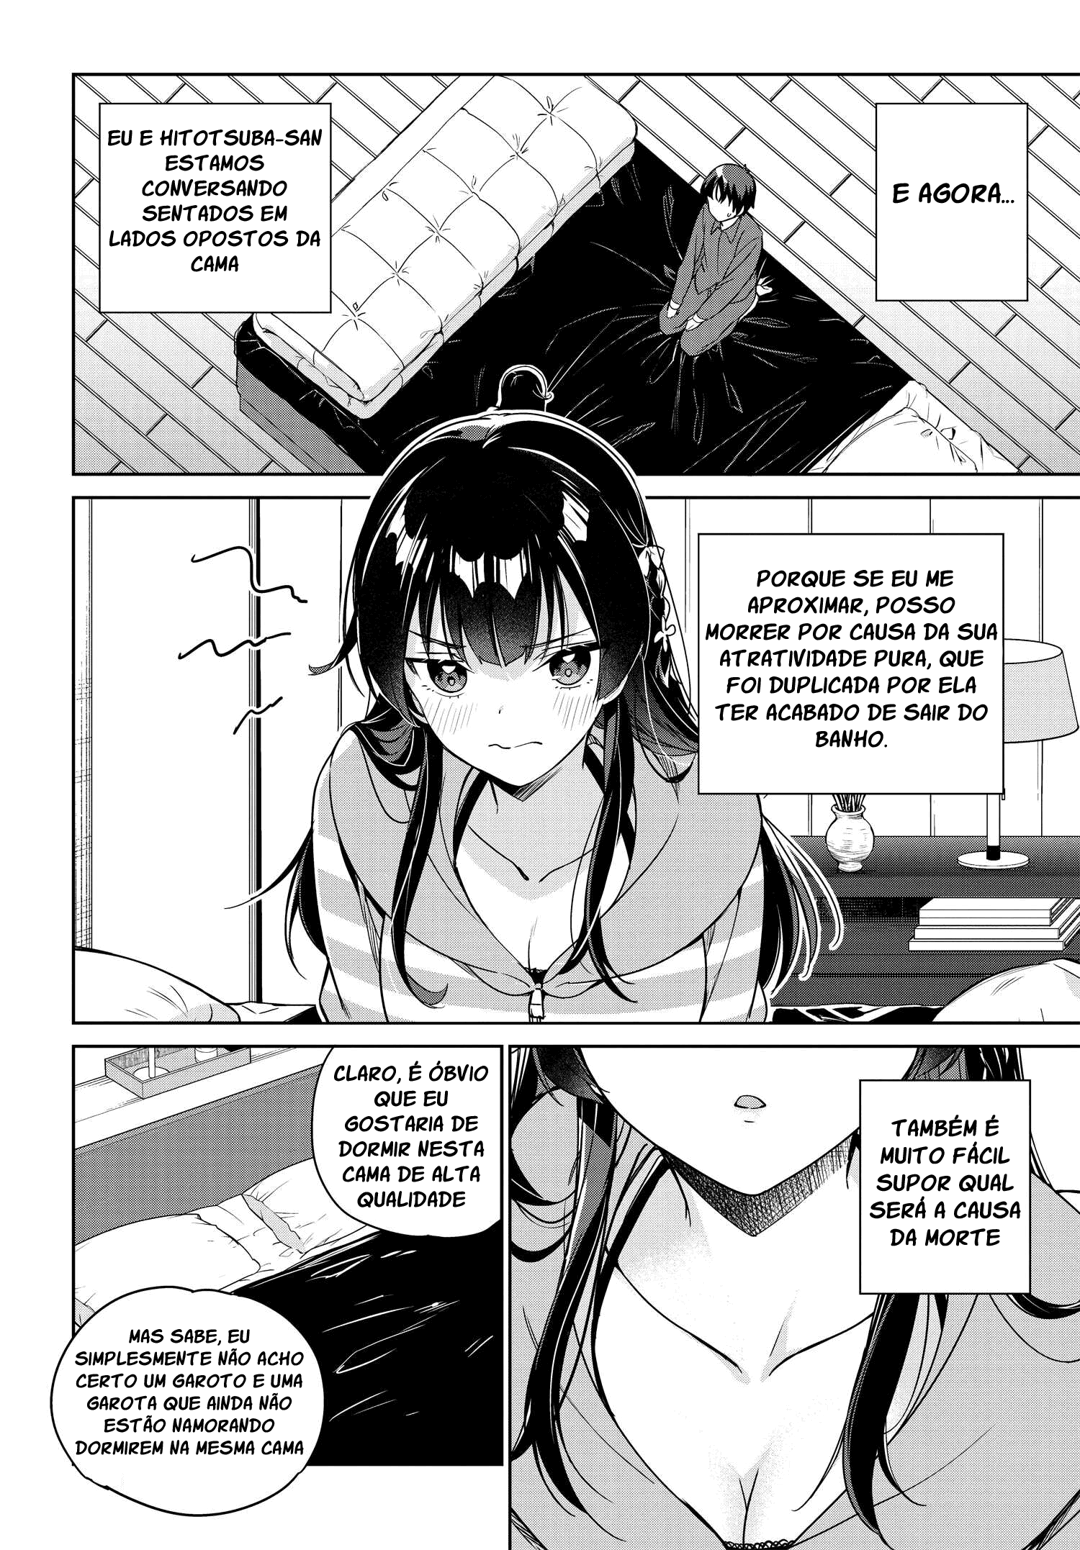 E AGORA...
EU E HITOTSUBA-SAN
ESTAMOS
CONVERSANDO
SENTADOS EM
LADOS OPOSTOS DA
CAMA
PORQUE SE EU ME
APROXIMAR, POSSO
MORRER POR CAUSA DA SUA
ATRATIVIDADE PURA, QUE
FOI DUPLICADA POR ELA
TER ACABADO DE SAIR DO
BANHO.
TAMBÉM É
MUITO FÁCIL
SUPOR QUAL
SERÁ A CAUSA
DA MORTE
CLARO, É ÓBVIO
QUE EU
GOSTARIA DE
DORMIR NESTA
CAMA DE ALTA
QUALIDADE
MAS SABE, EU
SIMPLESMENTE NÃO ACHO
CERTO UM GAROTO E UMA
GAROTA QUE AINDA NÃO
ESTÃO NAMORANDO
DORMIREM NA MESMA CAMA